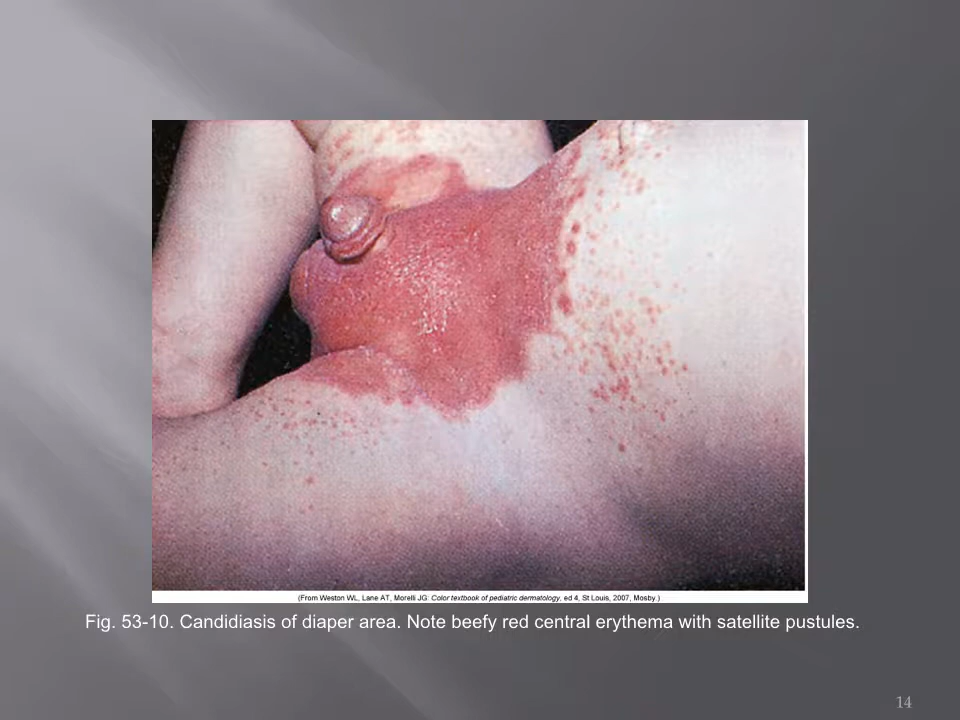 (From Weston WL, Lane AT, Morelli JG: Color textbook of pediatric dermatology, ed 4, St Louis, 2007, Mosby.)
Fig. 53-10. Candidiasis of diaper area. Note beefy red central erythema with satellite pustules.
14